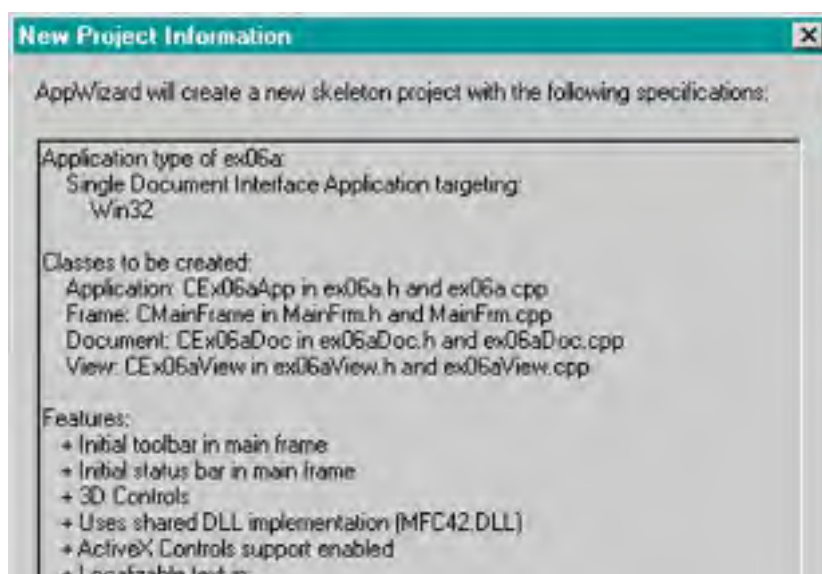 New Project Information
AppWizard will create a new skeleton project with the following specifications:
Application type of ex06a:
Single Document Interface Application targeting:
Win32
Classes to be created:
Application: CEx06aApp in ex06a.h and ex06a.cpp
Frame: CMainFrame in MainFrm.h and MainFrm.cpp
Document: CEx06aDoc in ex06aDoc.h and ex06aDoc.cpp
View: CEx06aView in ex06aView.h and ex06aView.cpp
Features:
+ Initial toolbar in main frame
+ Initial status bar in main frame
+ 3D Controls
+ Uses shared DLL implementation (MFC42.DLL)
+ ActiveX Controls support enabled